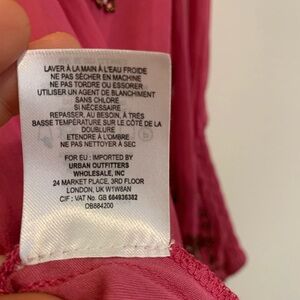 LAVER À LA MAIN À L'EAU FROIDE
NE PAS SÉCHER EN MACHINE
NE PAS TORDRE OU ESSORER
UTILISER UN AGENT DE BLANCHIMENT
SANS CHLORE
SI NÉCESSAIRE
REPASSER, AU BESOIN, À TRÈS
BASSE TEMPÉRATURE SUR LE CÔTÉ DE LA
DOUBLURE
ETENDRE À L'OMBRE
NE PAS NETTOYER À SEC
FOR EU : IMPORTED BY
URBAN OUTFITTERS
WHOLESALE, INC
24 MARKET PLACE, 3RD FLOOR
LONDON, UK W1W8AN
CIF : VAT No. GB 684936382
OB884200